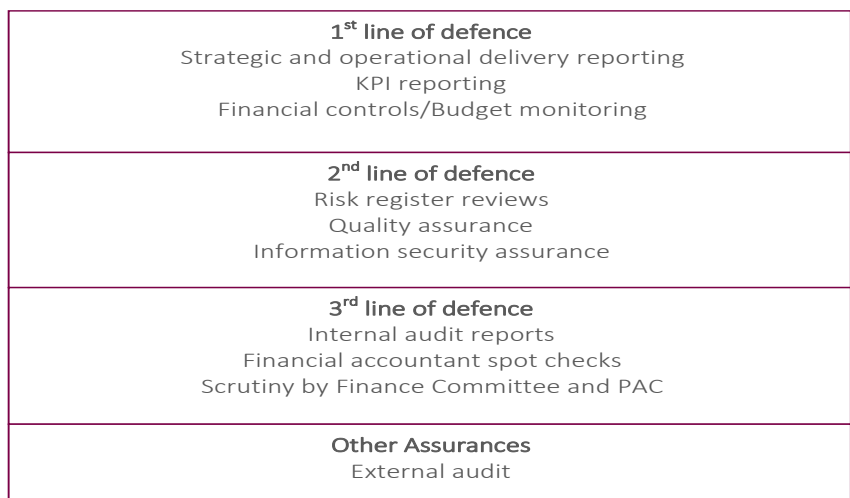 1st line of defence
Strategic and operational delivery reporting
KPI reporting
Financial controls/Budget monitoring
2nd line of defence
Risk register reviews
Quality assurance
Information security assurance
3rd line of defence
Internal audit reports
Financial accountant spot checks
Scrutiny by Finance Committee and PAC
Other Assurances
External audit